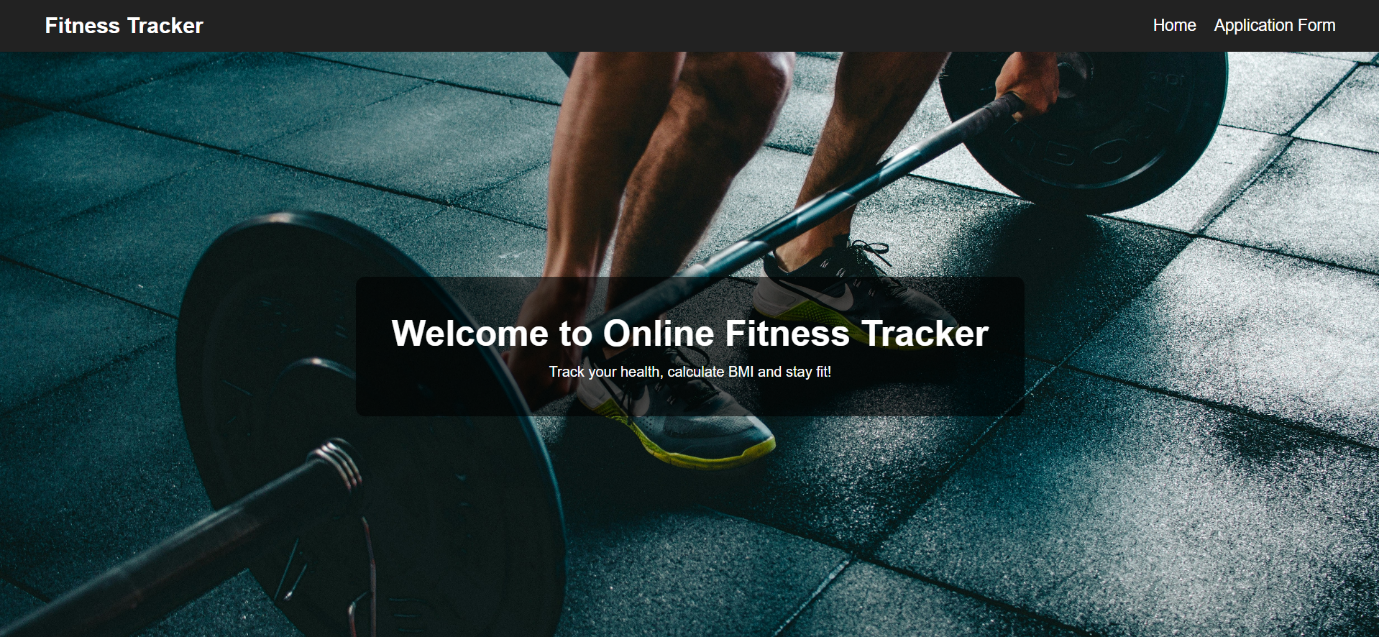 Fitness Tracker
Home Application Form
Welcome to Online Fitness Tracker
Track your health, calculate BMI and stay fit!